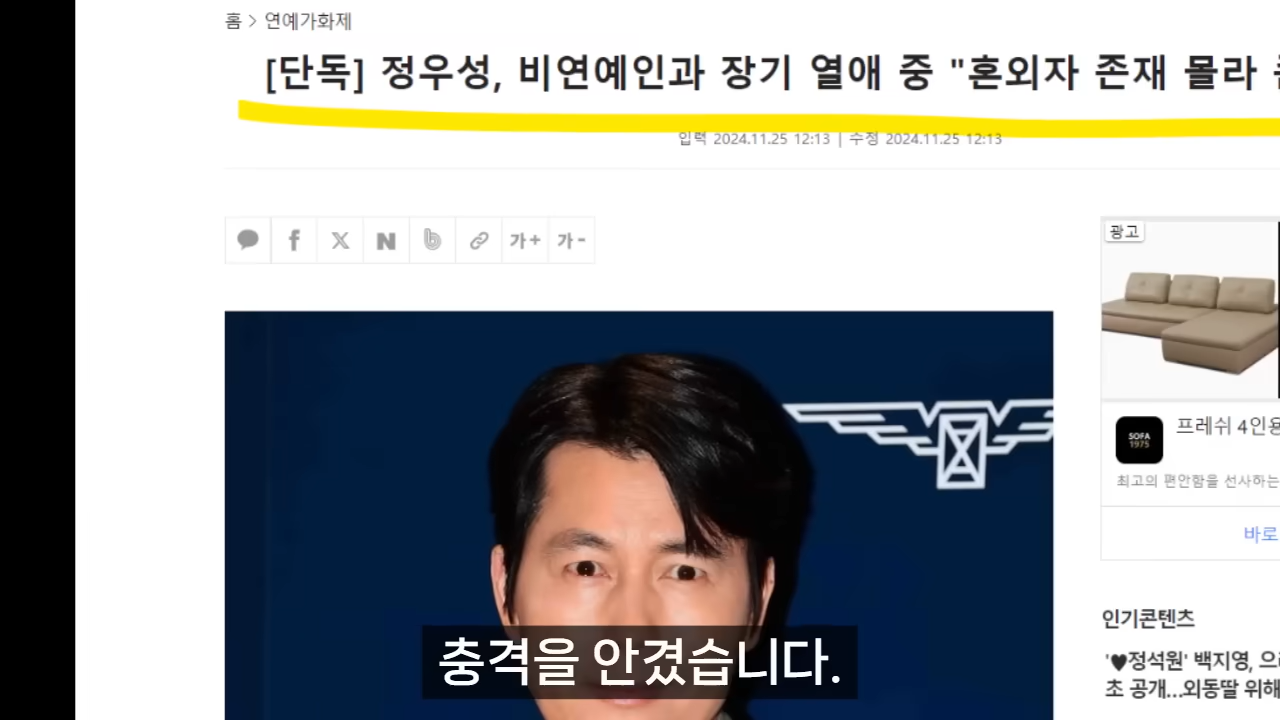 홈 > 연예가화제
[단독] 정우성, 비연예인과 장기 열애 중 "혼외자 존재 몰라
입력 2024.11.25 12:13 | 수정 2024.11.25 12:13
가+ 가-
광고
SOFA
1975
프레쉬 4인용
최고의 편안함을 선사하는
바로
인기콘텐츠
'♥정석원' 백지영, 으리
초 공개...외동딸 위해
충격을 안겼습니다.